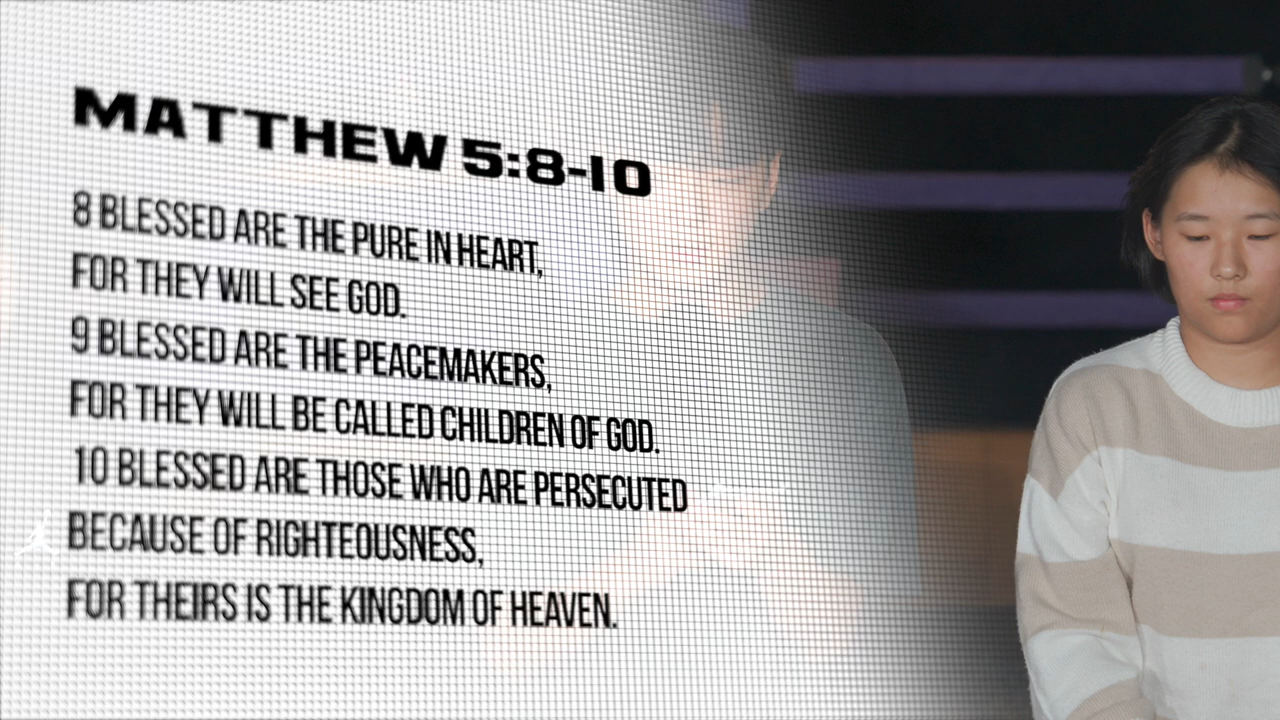 MATTHEW 5:8-10
8 BLESSED ARE THE PURE IN HEART,
FOR THEY WILL SEE GOD.
9 BLESSED ARE THE PEACEMAKERS,
FOR THEY WILL BE CALLED CHILDREN OF GOD.
10 BLESSED ARE THOSE WHO ARE PERSECUTED
BECAUSE OF RIGHTEOUSNESS,
FOR THEIRS IS THE KINGDOM OF HEAVEN.